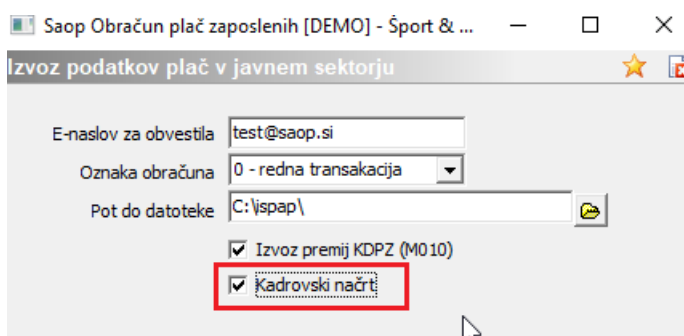 Saop Obračun plač zaposlenih [DEMO] - Šport & ...
Izvoz podatkov plač v javnem sektorju
E-naslov za obvestila test@saop.si
Oznaka obračuna 0 - redna transakacija
Pot do datoteke C:\ispap\
Izvoz premij KDPZ (M010)
Kadrovski načrt